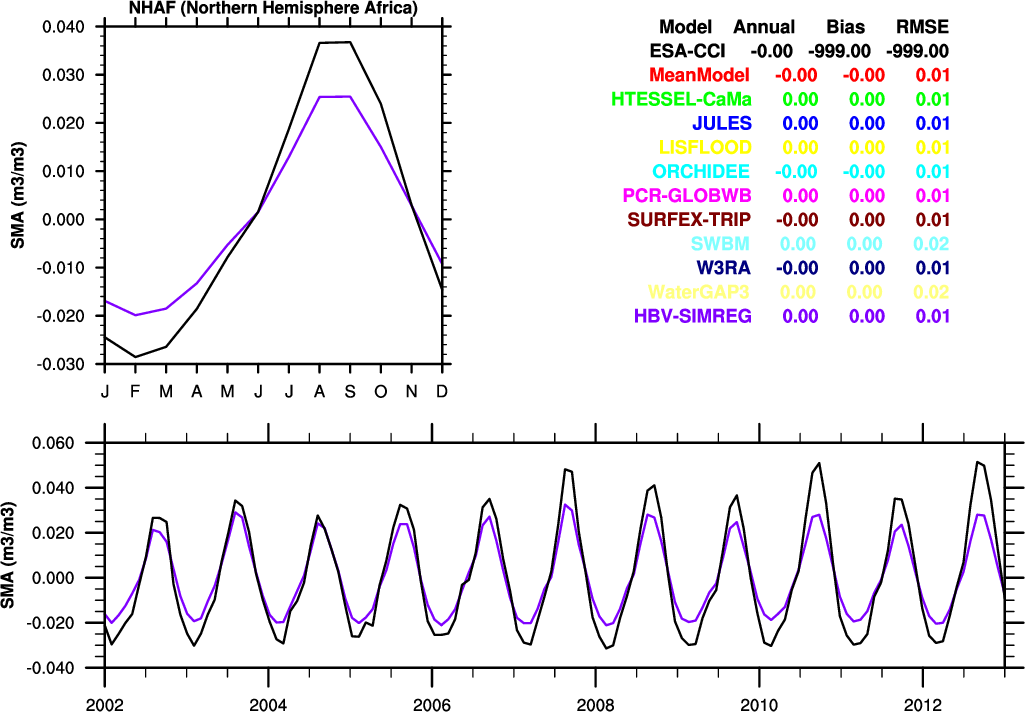 NHAF (Northern Hemisphere Africa)
0.040
0.030
0.020
0.010
0.000
-0.010
-0.020
-0.030
SMA (m3/m3)
J F M A M J J A S O N D
Model Annual Bias RMSE
ESA-CCI -0.00 -999.00 -999.00
MeanModel -0.00 -0.00 0.01
HTESSEL-CaMa 0.00 0.00 0.01
JULES 0.00 0.00 0.01
LISFLOOD 0.00 0.00 0.01
ORCHIDEE -0.00 -0.00 0.01
PCR-GLOBWB 0.00 0.00 0.01
SURFEX-TRIP -0.00 0.00 0.01
SWBM 0.00 0.00 0.02
W3RA -0.00 0.00 0.01
WaterGAP3 0.00 0.00 0.02
HBV-SIMREG 0.00 0.00 0.01
0.060
0.040
0.020
0.000
-0.020
-0.040
SMA (m3/m3)
2002 2004 2006 2008 2010 2012